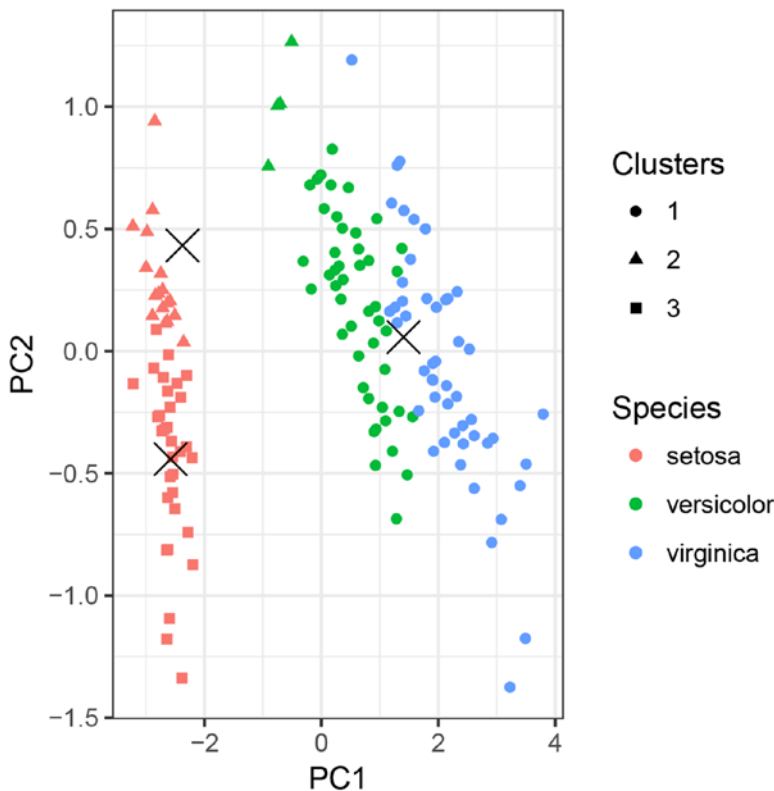 1.0
0.5
0.0
−0.5
−1.0
−1.5
PC2
−2
0
2
4
PC1
Clusters
1
2
3
Species
setosa
versicolor
virginica